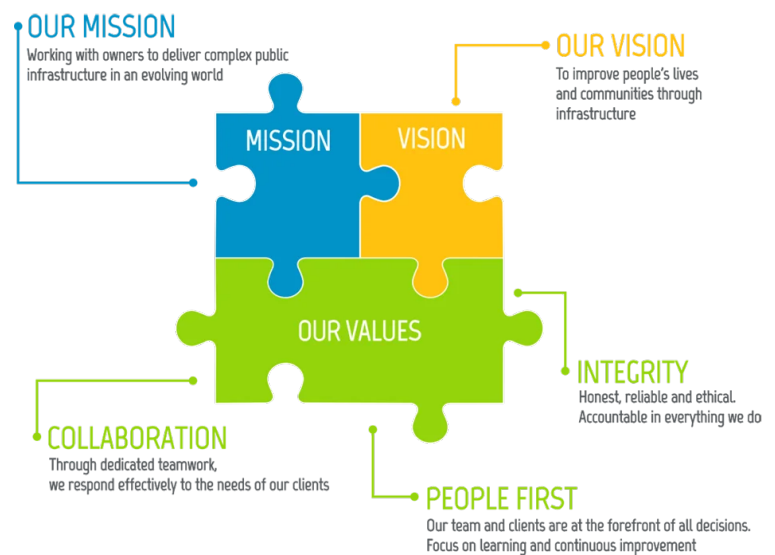 OUR MISSION
Working with owners to deliver complex public
infrastructure in an evolving world
OUR VISION
To improve people's lives
and communities through
infrastructure
MISSION
VISION
OUR VALUES
INTEGRITY
Honest, reliable and ethical.
Accountable in everything we do
COLLABORATION
Through dedicated teamwork,
we respond effectively to the needs of our clients
PEOPLE FIRST
Our team and clients are at the forefront of all decisions.
Focus on learning and continuous improvement